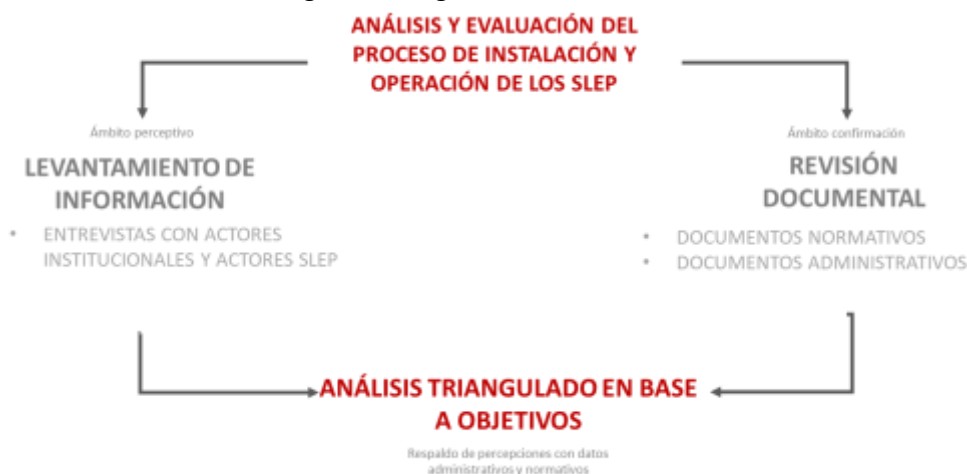 ANÁLISIS Y EVALUACIÓN DEL
PROCESO DE INSTALACIÓN Y
OPERACIÓN DE LOS SLEP
Ámbito perceptivo
LEVANTAMIENTO DE
INFORMACIÓN
• ENTREVISTAS CON ACTORES
INSTITUCIONALES Y ACTORES SLEP
Ámbito confirmación
REVISIÓN
DOCUMENTAL
• DOCUMENTOS NORMATIVOS
• DOCUMENTOS ADMINISTRATIVOS
ANÁLISIS TRIANGULADO EN BASE
A OBJETIVOS
Respaldo de percepciones con datos
administrativos y normativos